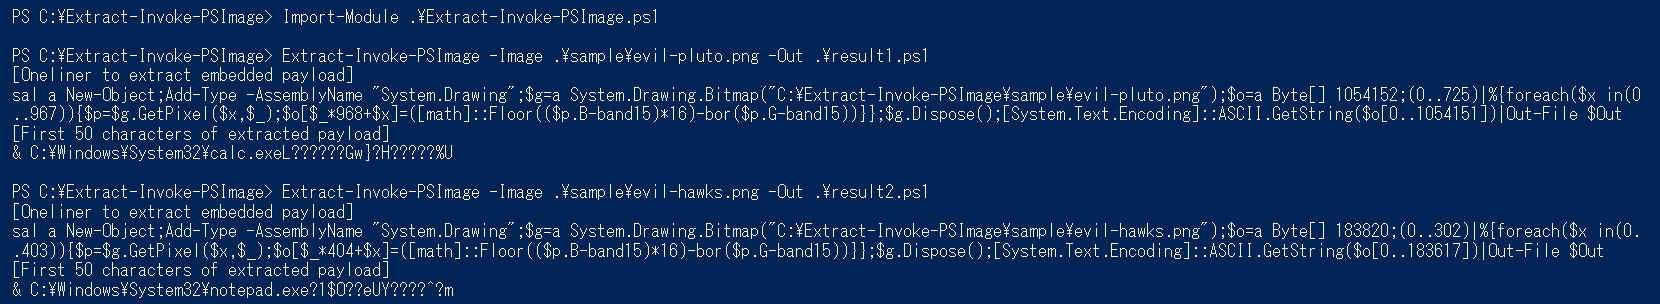 PS C:¥Extract-Invoke-PSImage> Import-Module .¥Extract-Invoke-PSImage.ps1
PS C:¥Extract-Invoke-PSImage> Extract-Invoke-PSImage -Image .¥sample¥evil-pluto.png -Out .¥result1.ps1
[Oneliner to extract embedded payload]
sal a New-Object;Add-Type -AssemblyName "System.Drawing";$g=a System.Drawing.Bitmap("C:¥Extract-Invoke-PSImage¥sample¥evil-pluto.png");$o=a Byte[] 1054152;(0..725)|%{foreach($x in(0
..967)){$p=$g.GetPixel($x,$_);$o[$_*968+$x]=([math]::Floor(($p.B-band15)*16)-bor($p.G-band15))}};$g.Dispose();[System.Text.Encoding]::ASCII.GetString($o[0..1054151])|Out-File $Out
[First 50 characters of extracted payload]
& C:¥Windows¥System32¥calc.exeL??????Gw}?H?????%U
PS C:¥Extract-Invoke-PSImage> Extract-Invoke-PSImage -Image .¥sample¥evil-hawks.png -Out .¥result2.ps1
[Oneliner to extract embedded payload]
sal a New-Object;Add-Type -AssemblyName "System.Drawing";$g=a System.Drawing.Bitmap("C:¥Extract-Invoke-PSImage¥sample¥evil-hawks.png");$o=a Byte[] 183820;(0..302)|%{foreach($x in(0.
.403)){$p=$g.GetPixel($x,$_);$o[$_*404+$x]=([math]::Floor(($p.B-band15)*16)-bor($p.G-band15))}};$g.Dispose();[System.Text.Encoding]::ASCII.GetString($o[0..183617])|Out-File $Out
[First 50 characters of extracted payload]
& C:¥Windows¥System32¥notepad.exe?1$O??eUY????^?m